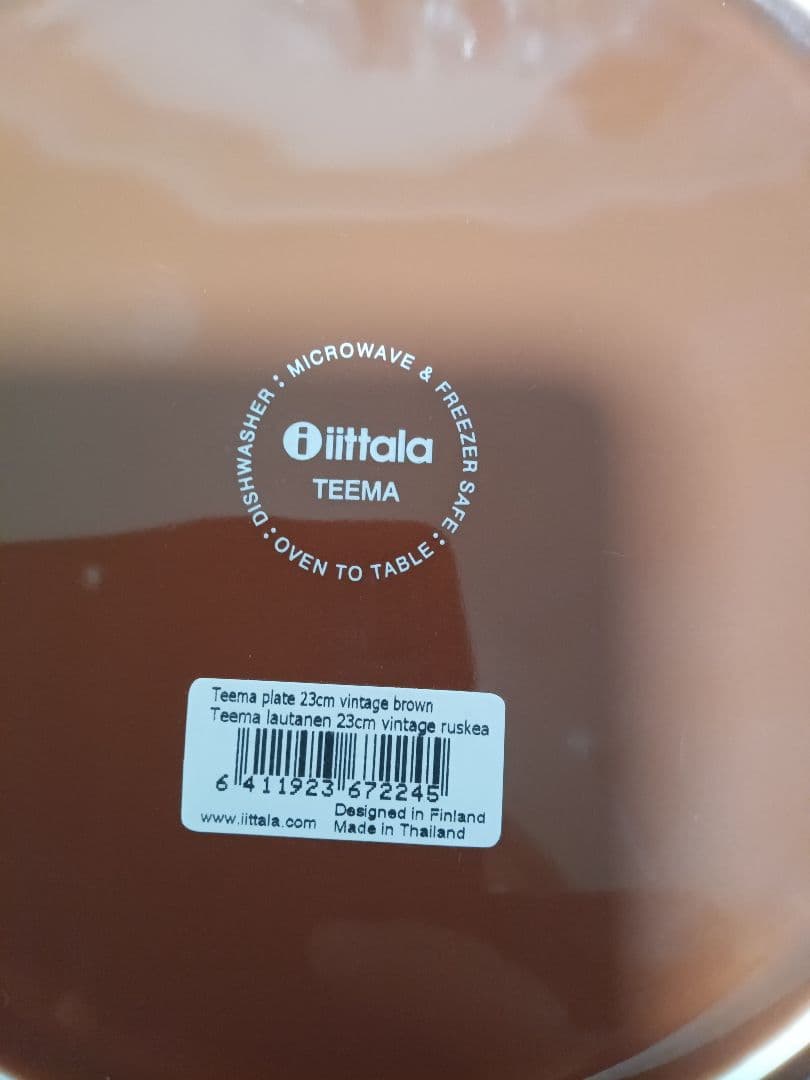 DISHWASHER : MICROWAVE & FREEZER SAFE : OVEN TO TABLE :
iittala
TEEMA
Teema plate 23cm vintage brown
Teema lautanen 23cm vintage ruskea
6 411923 672245
www.iittala.com
Designed in Finland
Made in Thailand